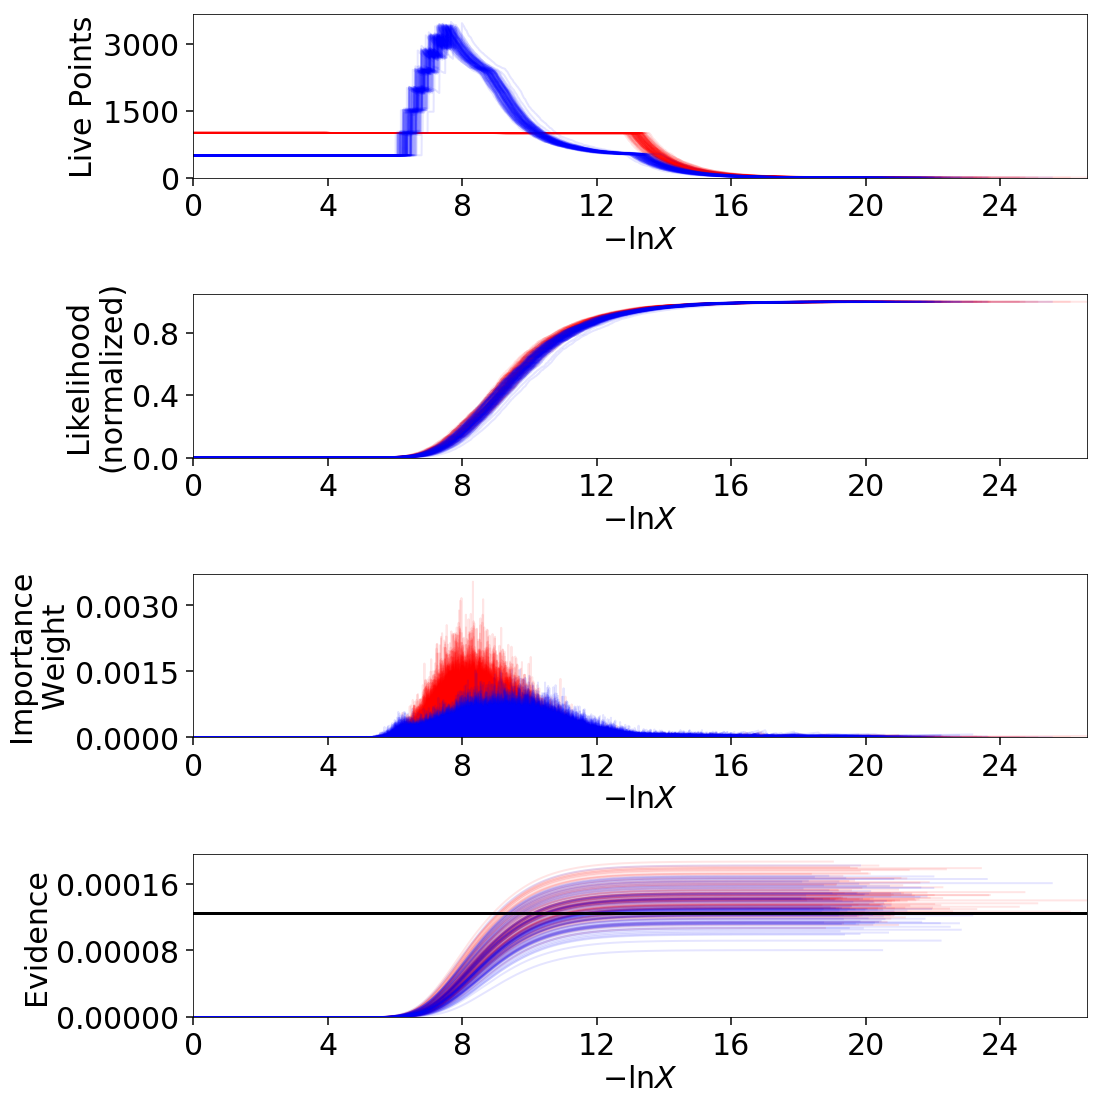 Live Points
3000
1500
0
0 4 8 12 16 20 24
−lnX
Likelihood
(normalized)
0.8
0.4
0.0
0 4 8 12 16 20 24
−lnX
Importance
Weight
0.0030
0.0015
0.0000
0 4 8 12 16 20 24
−lnX
Evidence
0.00016
0.00008
0.00000
0 4 8 12 16 20 24
−lnX